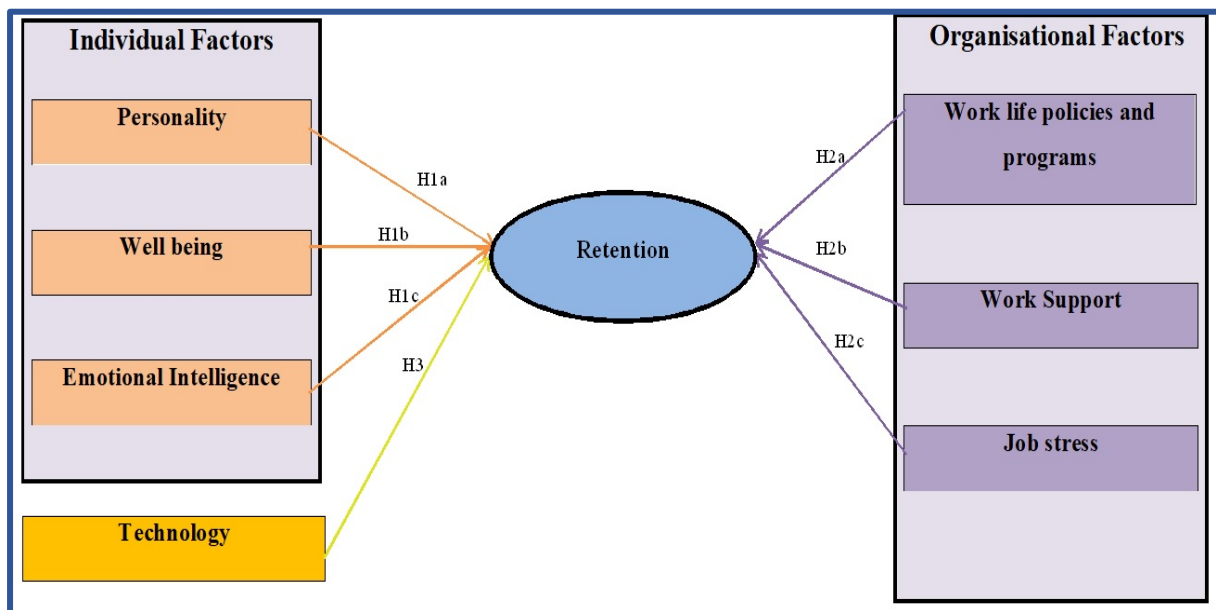 Individual Factors
Personality
Well being
Emotional Intelligence
Technology
H1a
H1b
H1c
H3
Retention
H2a
H2b
H2c
Organisational Factors
Work life policies and
programs
Work Support
Job stress